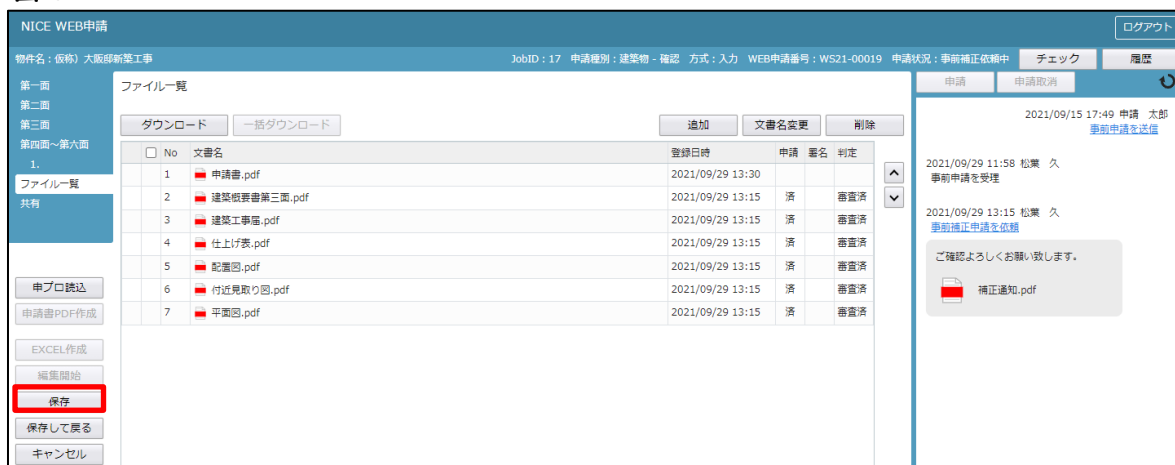 NICE WEB申請
ログアウト
物件名：仮称）大阪邸新築工事 JobID：17 申請種別：建築物 - 確認 方式：入力 WEB申請番号：WS21-00019 申請状況：事前補正依頼中 チェック 履歴
第一面
第二面
第三面
第四面～第六面
1.
ファイル一覧
共有
申プロ読込
申請書PDF作成
EXCEL作成
編集開始
保存
保存して戻る
キャンセル
ファイル一覧
ダウンロード 一括ダウンロード 追加 文書名変更 削除
No 文書名 登録日時 申請 署名 判定
1 申請書.pdf 2021/09/29 13:30
2 建築概要書第三面.pdf 2021/09/29 13:15 済 審査済
3 建築工事届.pdf 2021/09/29 13:15 済 審査済
4 仕上げ表.pdf 2021/09/29 13:15 済 審査済
5 配置図.pdf 2021/09/29 13:15 済 審査済
6 付近見取り図.pdf 2021/09/29 13:15 済 審査済
7 平面図.pdf 2021/09/29 13:15 済 審査済
申請 申請取消
2021/09/15 17:49 申請 太郎
事前申請を送信
2021/09/29 11:58 松葉 久
事前申請を受理
2021/09/29 13:15 松葉 久
事前補正申請を依頼
ご確認よろしくお願い致します。
補正通知.pdf